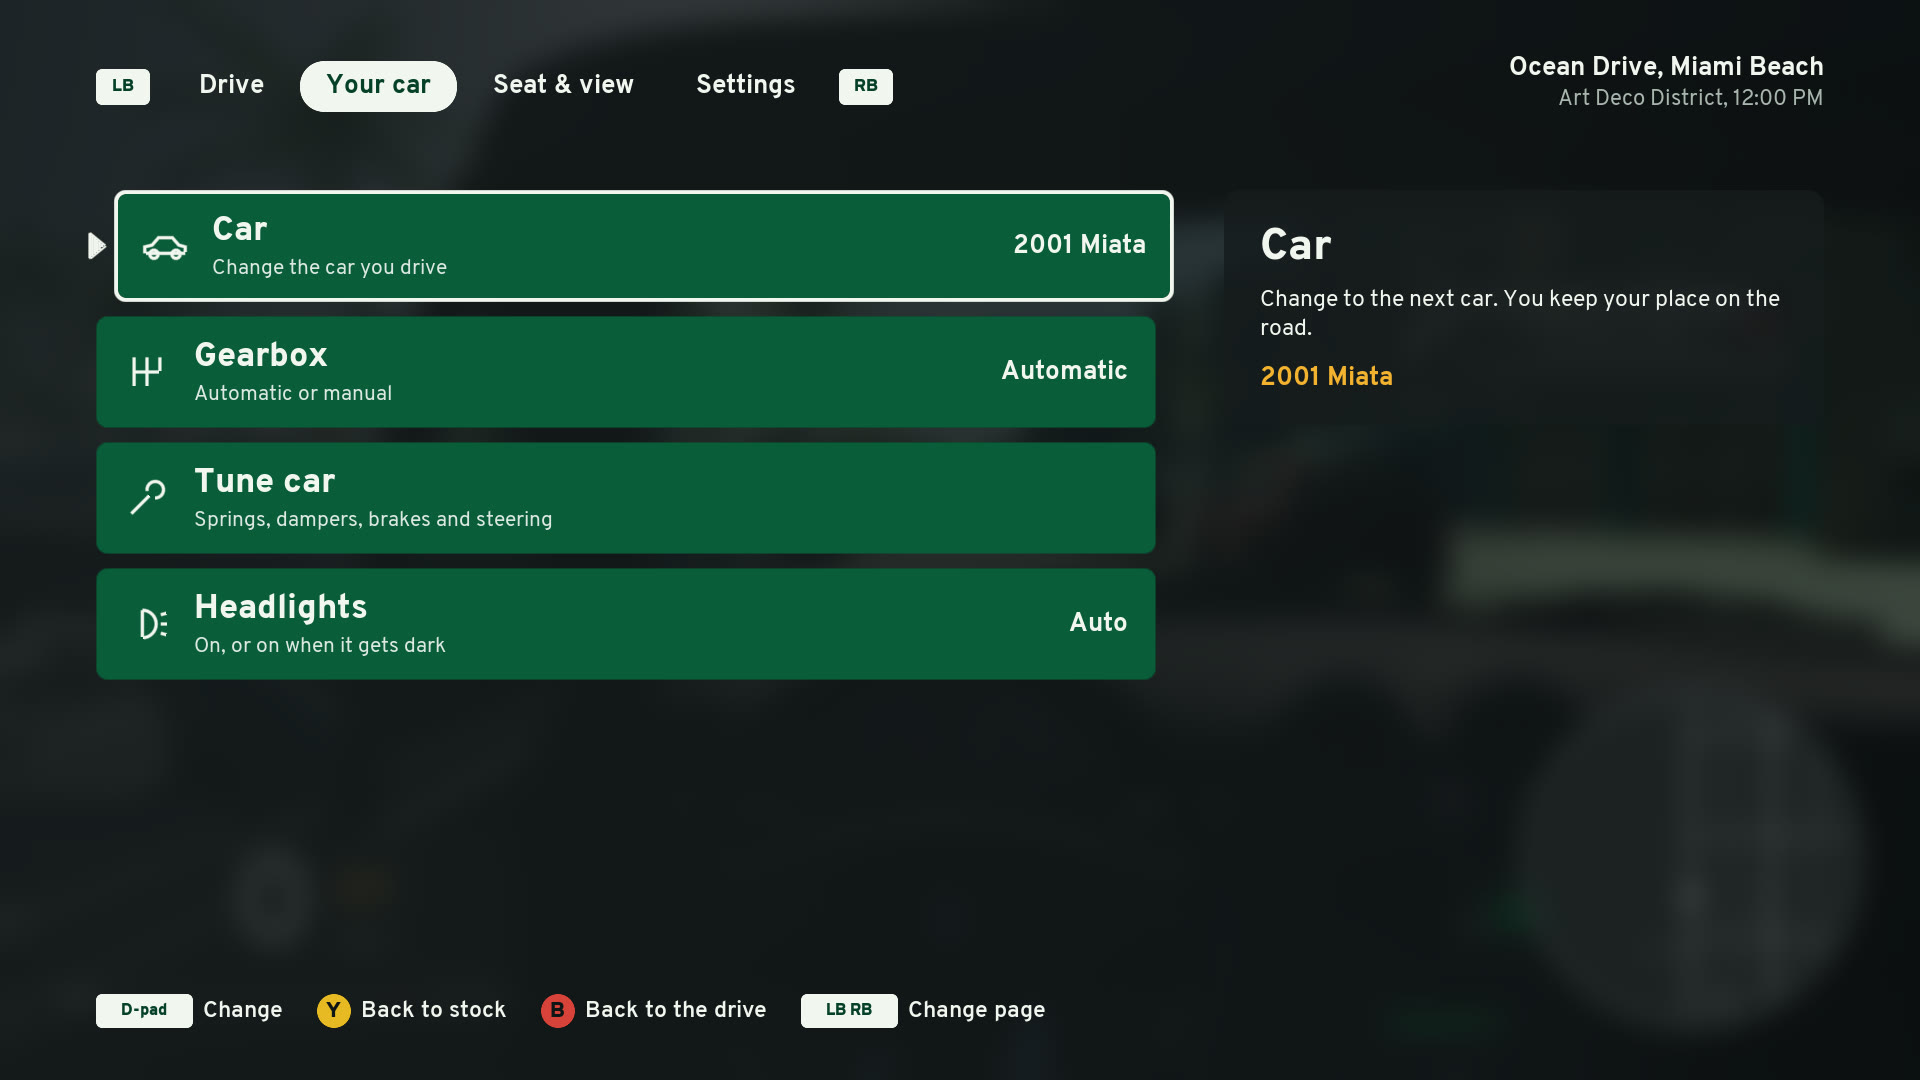 LB
Drive
Your car
Seat & view
Settings
RB
Ocean Drive, Miami Beach
Art Deco District, 12:00 PM
Car
Change the car you drive
2001 Miata
Gearbox
Automatic or manual
Automatic
Tune car
Springs, dampers, brakes and steering
Headlights
On, or on when it gets dark
Auto
Car
Change to the next car. You keep your place on the
road.
2001 Miata
D-pad Change
Y Back to stock
B Back to the drive
LB RB Change page